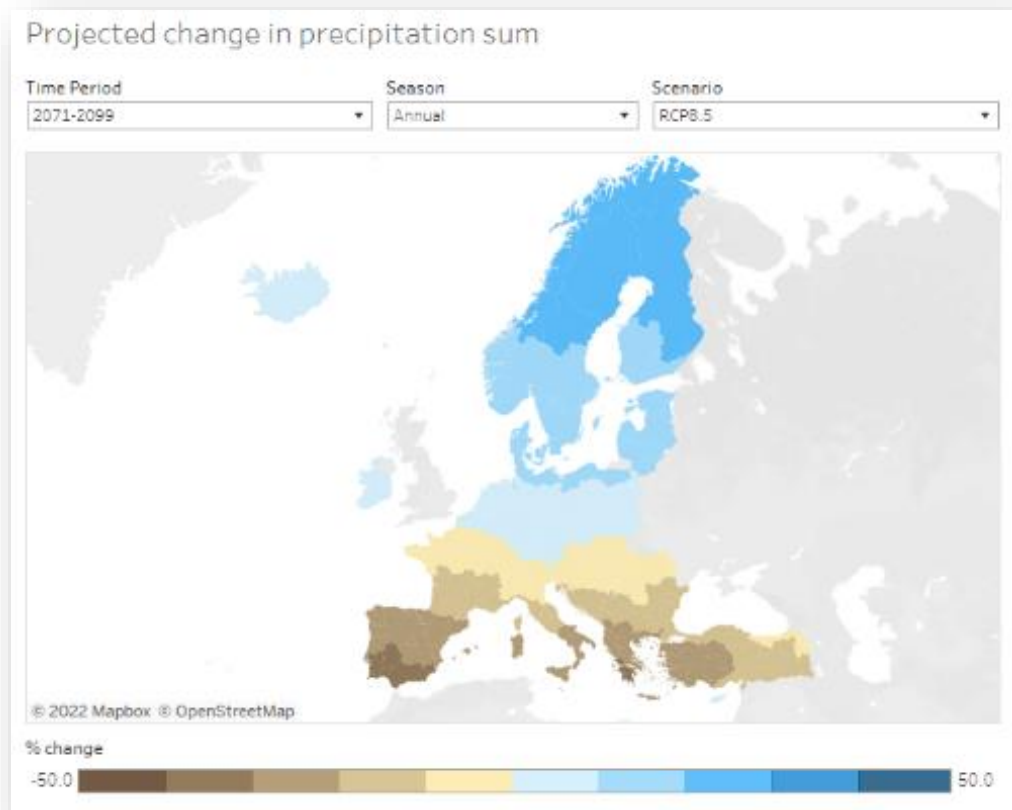 Projected change in precipitation sum
Time Period Season Scenario
2071-2099 Annual RCP8.5
© 2022 Mapbox © OpenStreetMap
% change
-50.0 50.0